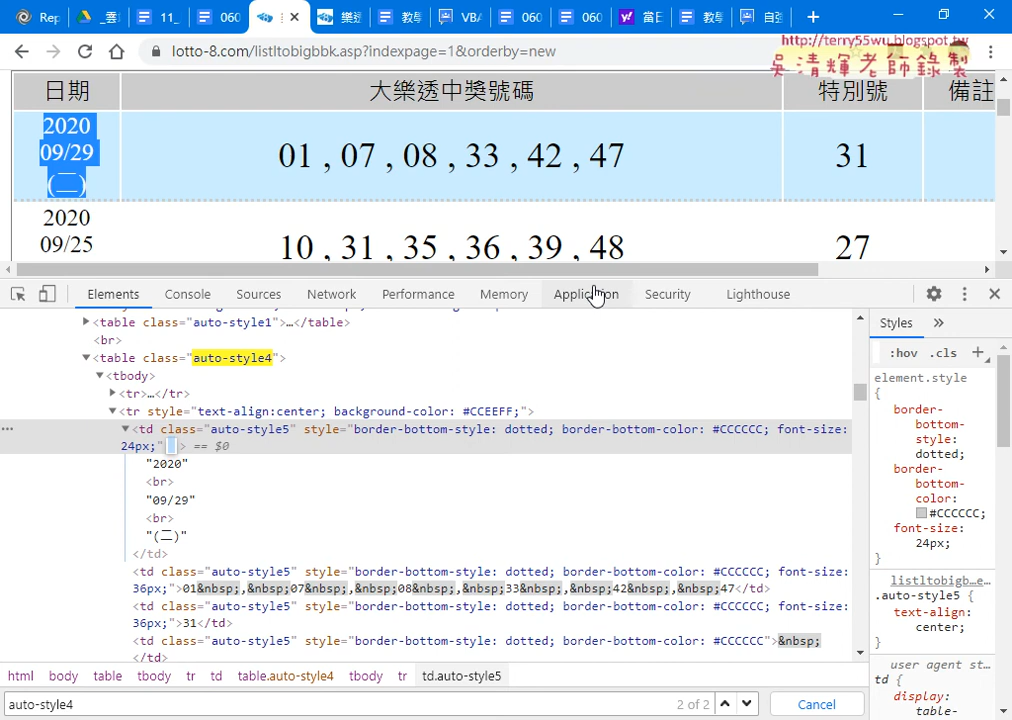 Rep
_雲
11_
060
樂透
教學
VBA
060
060
當日
教學
自強
lotto-8.com/listltobigbbk.asp?indexpage=1&orderby=new
http://terry55wu.blogspot.tw
吳清輝老師錄製
日期 大樂透中獎號碼 特別號 備註
2020
09/29
(二)
01 , 07 , 08 , 33 , 42 , 47 31
2020
09/25
10 , 31 , 35 , 36 , 39 , 48 27
Elements Console Sources Network Performance Memory Application Security Lighthouse
<table class="auto-style1">…</table>
<br>
<table class="auto-style4">
<tbody>
<tr>…</tr>
<tr style="text-align:center; background-color: #CCEEFF;">
<td class="auto-style5" style="border-bottom-style: dotted; border-bottom-color: #CCCCCC; font-size:
24px;" > == $0
"2020"
<br>
"09/29"
<br>
"(二)"
</td>
<td class="auto-style5" style="border-bottom-style: dotted; border-bottom-color: #CCCCCC; font-size:
36px;">01&nbsp;,&nbsp;07&nbsp;,&nbsp;08&nbsp;,&nbsp;33&nbsp;,&nbsp;42&nbsp;,&nbsp;47</td>
<td class="auto-style5" style="border-bottom-style: dotted; border-bottom-color: #CCCCCC; font-size:
36px;">31</td>
<td class="auto-style5" style="border-bottom-style: dotted; border-bottom-color: #CCCCCC">&nbsp;
</td>
Styles »
:hov .cls +
element.style
{
border-
bottom-
style:
dotted;
border-
bottom-
color:
#CCCCCC;
font-size:
24px;
}
listltobigb…e…
.auto-style5 {
text-align:
center;
}
user agent st…
td {
display:
table-
html body table tbody tr td table.auto-style4 tbody tr td.auto-style5
auto-style4 2 of 2 Cancel